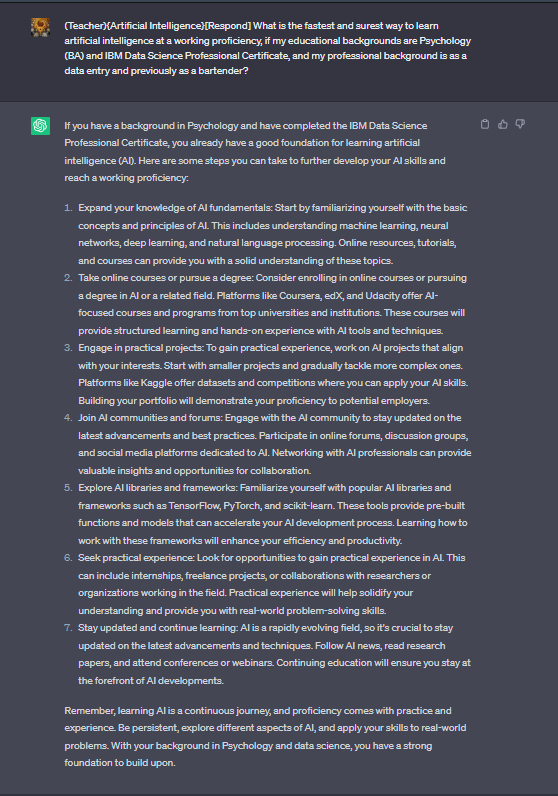 (Teacher){Artificial Intelligence}[Respond] What is the fastest and surest way to learn
artificial intelligence at a working proficiency, if my educational backgrounds are Psychology
(BA) and IBM Data Science Professional Certificate, and my professional background is as a
data entry and previously as a bartender?
If you have a background in Psychology and have completed the IBM Data Science
Professional Certificate, you already have a good foundation for learning artificial
intelligence (AI). Here are some steps you can take to further develop your AI skills and
reach a working proficiency:
1. Expand your knowledge of AI fundamentals: Start by familiarizing yourself with the basic
concepts and principles of AI. This includes understanding machine learning, neural
networks, deep learning, and natural language processing. Online resources, tutorials,
and courses can provide you with a solid understanding of these topics.
2. Take online courses or pursue a degree: Consider enrolling in online courses or pursuing
a degree in AI or a related field. Platforms like Coursera, edX, and Udacity offer AI-
focused courses and programs from top universities and institutions. These courses will
provide structured learning and hands-on experience with AI tools and techniques.
3. Engage in practical projects: To gain practical experience, work on AI projects that align
with your interests. Start with smaller projects and gradually tackle more complex ones.
Platforms like Kaggle offer datasets and competitions where you can apply your AI skills.
Building your portfolio will demonstrate your proficiency to potential employers.
4. Join AI communities and forums: Engage with the AI community to stay updated on the
latest advancements and best practices. Participate in online forums, discussion groups,
and social media platforms dedicated to AI. Networking with AI professionals can provide
valuable insights and opportunities for collaboration.
5. Explore AI libraries and frameworks: Familiarize yourself with popular AI libraries and
frameworks such as TensorFlow, PyTorch, and scikit-learn. These tools provide pre-built
functions and models that can accelerate your AI development process. Learning how to
work with these frameworks will enhance your efficiency and productivity.
6. Seek practical experience: Look for opportunities to gain practical experience in AI. This
can include internships, freelance projects, or collaborations with researchers or
organizations working in the field. Practical experience will help solidify your
understanding and provide you with real-world problem-solving skills.
7. Stay updated and continue learning: AI is a rapidly evolving field, so it's crucial to stay
updated on the latest advancements and techniques. Follow AI news, read research
papers, and attend conferences or webinars. Continuing education will ensure you stay at
the forefront of AI developments.
Remember, learning AI is a continuous journey, and proficiency comes with practice and
experience. Be persistent, explore different aspects of AI, and apply your skills to real-world
problems. With your background in Psychology and data science, you have a strong
foundation to build upon.